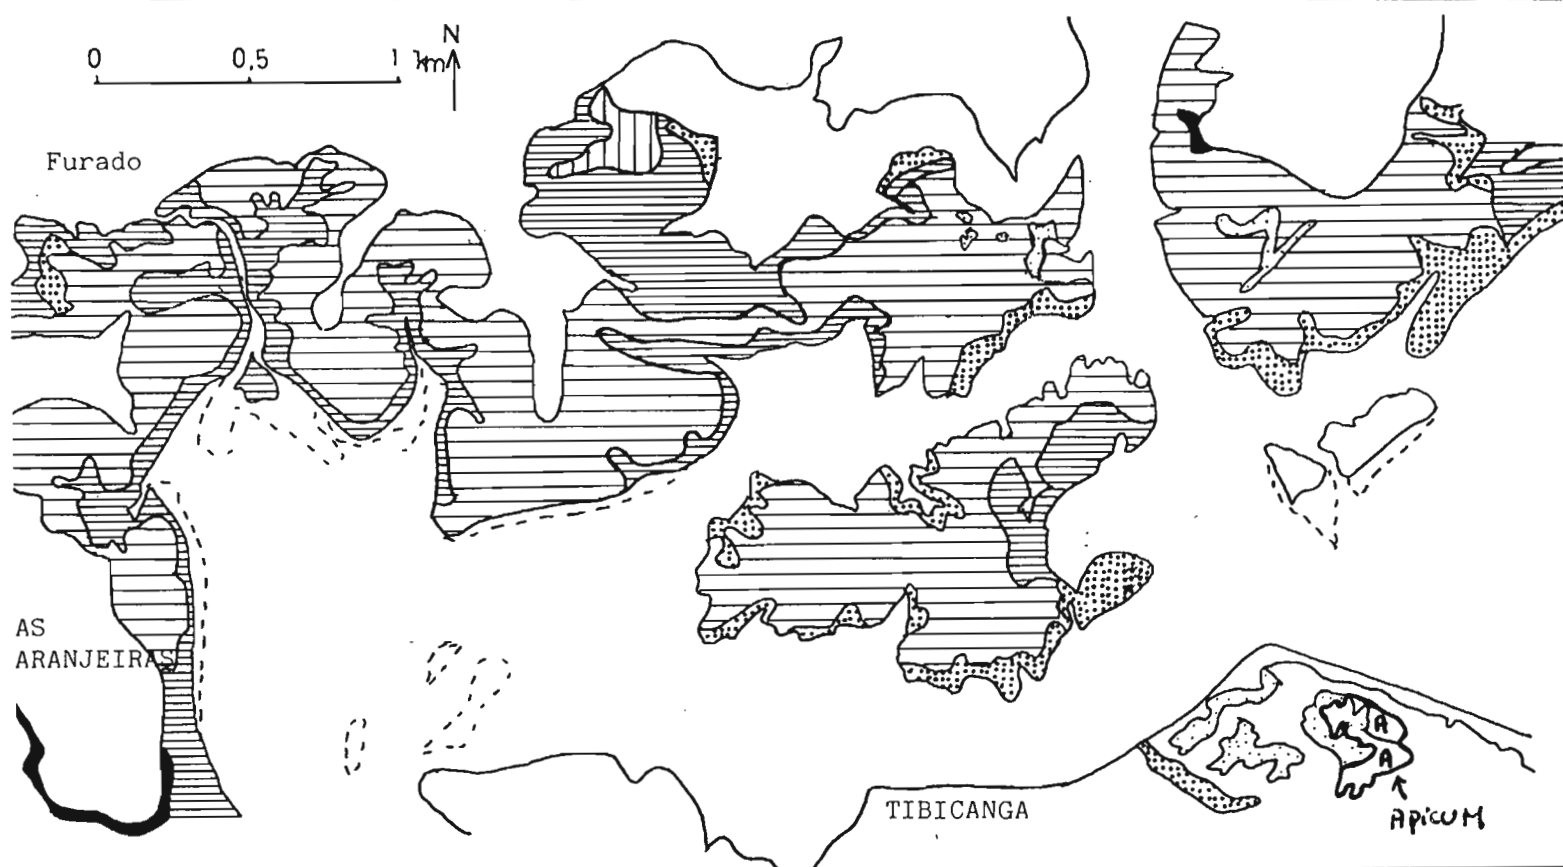 0 0,5 1 km
N
Furado
AS
ARANJEIRAS
TIBICANGA
A
A
APICUM